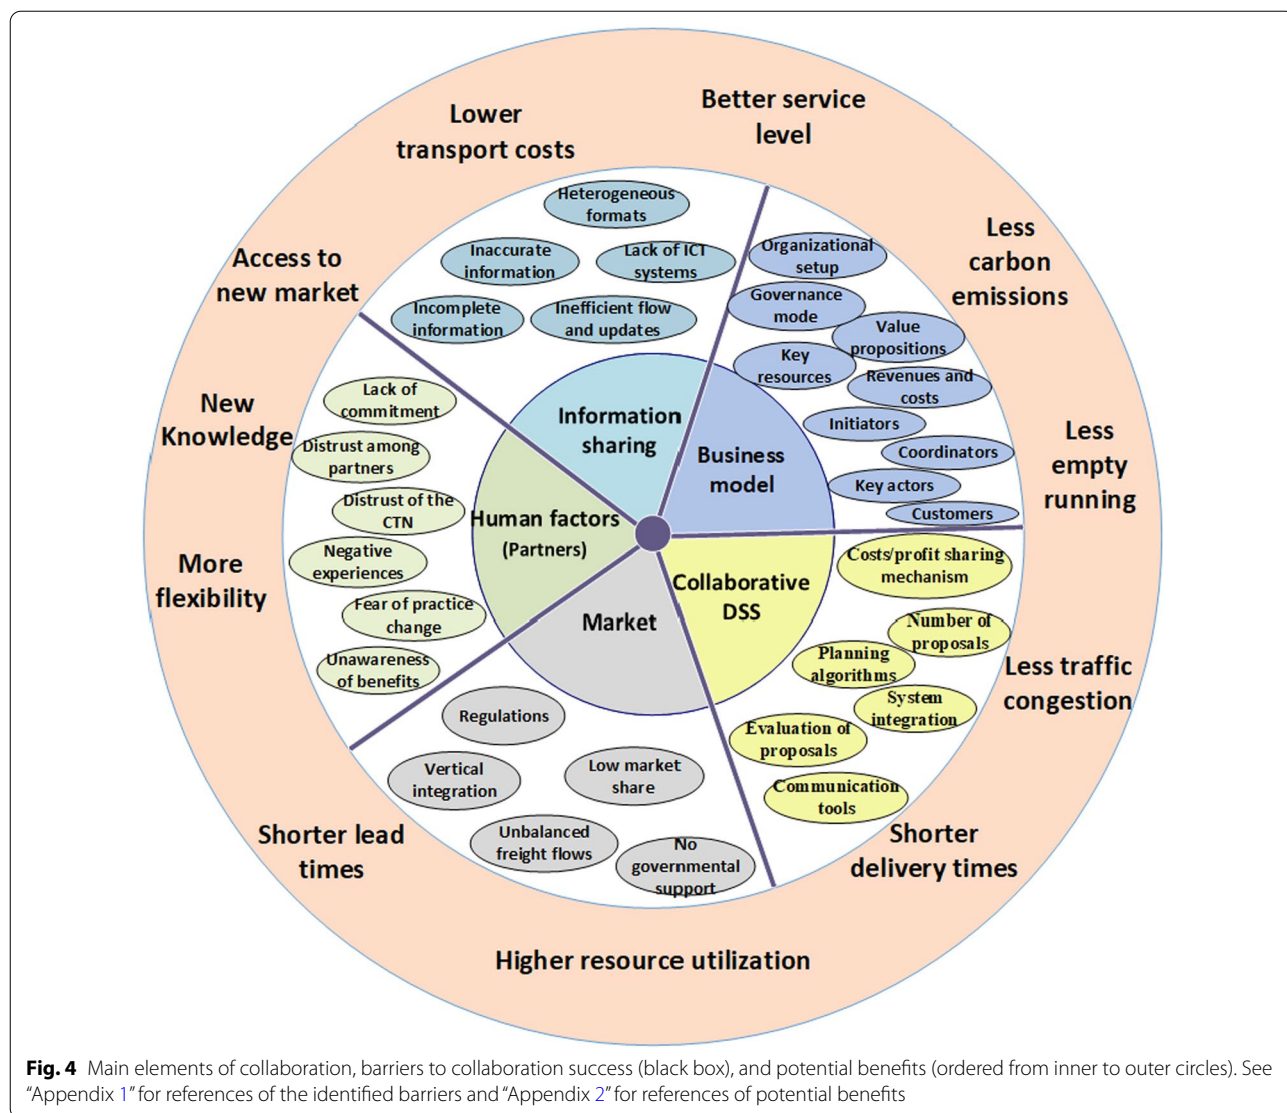 Lower
transport costs
Better service
level
Less
carbon
emissions
Less
empty
running
Less traffic
congestion
Shorter
delivery times
Higher resource utilization
Shorter lead
times
More
flexibility
New
Knowledge
Access to
new market
Heterogeneous
formats
Inaccurate
information
Lack of ICT
systems
Incomplete
information
Inefficient flow
and updates
Organizational
setup
Governance
mode
Value
propositions
Key
resources
Revenues and
costs
Initiators
Coordinators
Key actors
Customers
Costs/profit sharing
mechanism
Number of
proposals
Planning
algorithms
System
integration
Evaluation of
proposals
Communication
tools
Regulations
Vertical
integration
Low market
share
Unbalanced
freight flows
No
governmental
support
Lack of
commitment
Distrust among
partners
Distrust of the
CTN
Negative
experiences
Fear of practice
change
Unawareness
of benefits
Information
sharing
Business
model
Collaborative
DSS
Market
Human factors
(Partners)
Fig. 4 Main elements of collaboration, barriers to collaboration success (black box), and potential benefits (ordered from inner to outer circles). See
“Appendix 1” for references of the identified barriers and “Appendix 2” for references of potential benefits